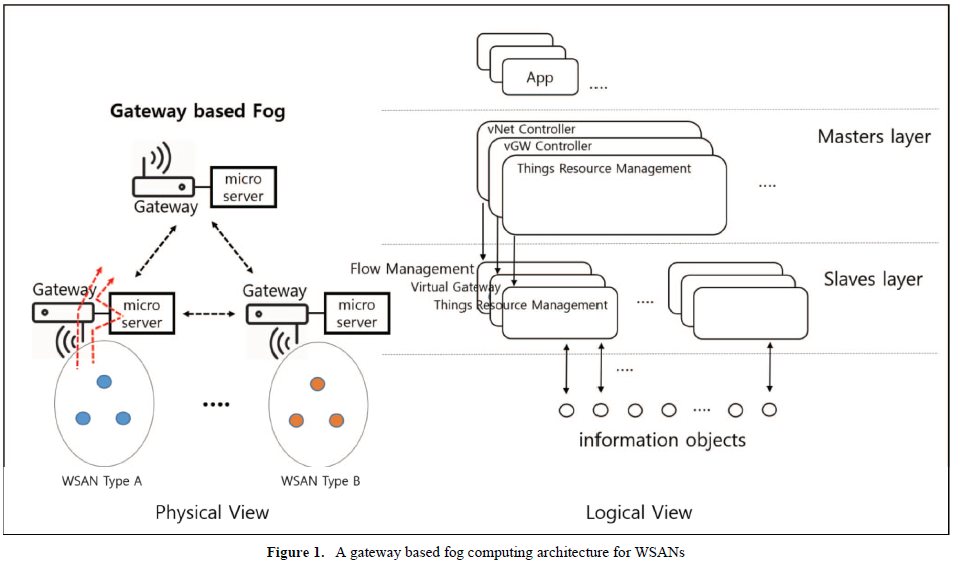 Gateway based Fog
micro
server
Gateway
Gateway
micro
server
Gateway
micro
server
....
WSAN Type A
WSAN Type B
Physical View
App
....
Masters layer
vNet Controller
vGW Controller
Things Resource Management
....
Slaves layer
Flow Management
Virtual Gateway
Things Resource Management
....
....
....
information objects
Logical View
Figure 1. A gateway based fog computing architecture for WSANs